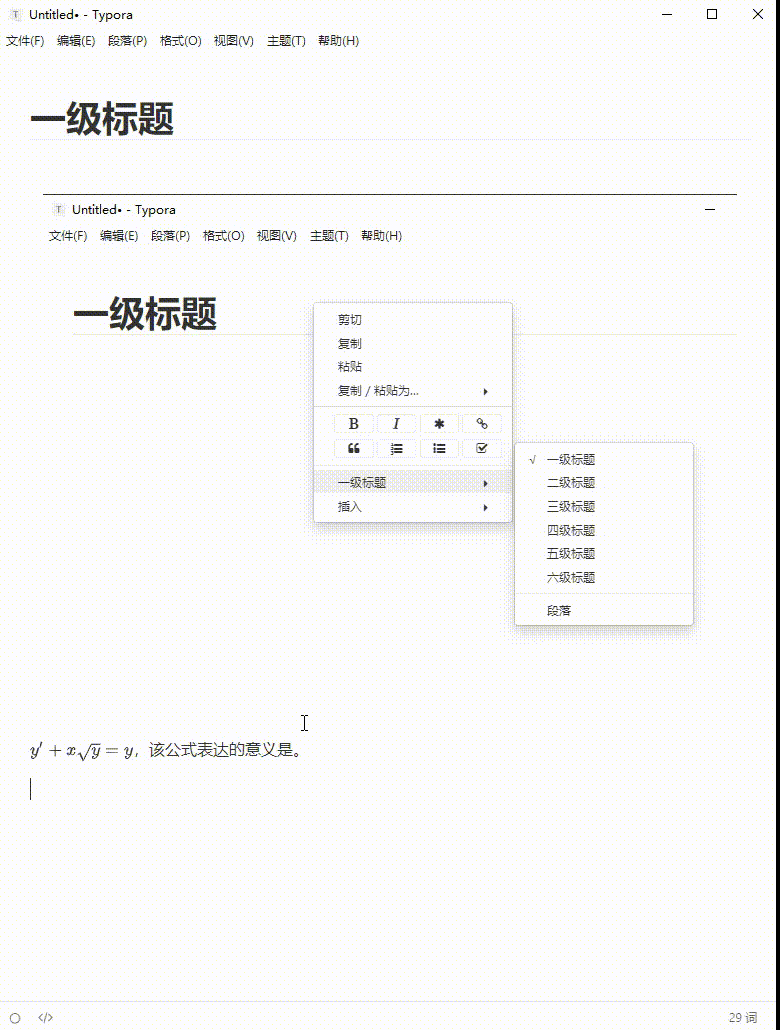 Untitled• - Typora
文件(F) 编辑(E) 段落(P) 格式(O) 视图(V) 主题(T) 帮助(H)
一级标题
Untitled• - Typora
文件(F) 编辑(E) 段落(P) 格式(O) 视图(V) 主题(T) 帮助(H)
一级标题
剪切
复制
粘贴
复制 / 粘贴为...
B I
一级标题
插入
√ 一级标题
二级标题
三级标题
四级标题
五级标题
六级标题
段落
y′ + x√y = y，该公式表达的意义是。
</> 29 词